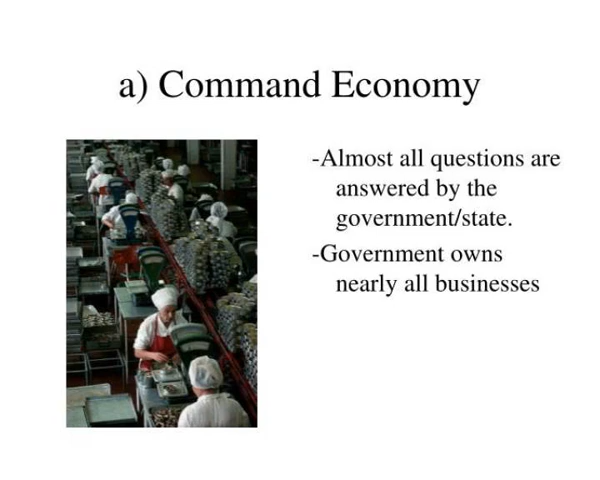 a) Command Economy
-Almost all questions are
answered by the
government/state.
-Government owns
nearly all businesses